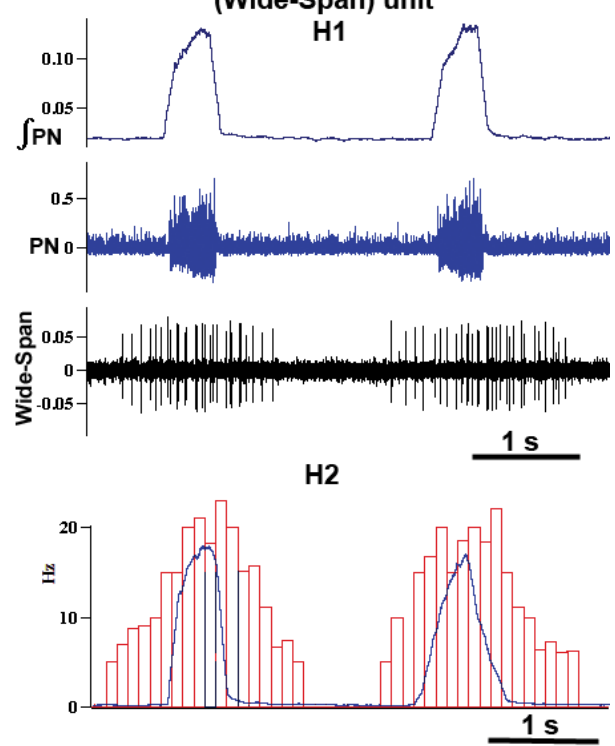 (Wide-Span) unit
H1
0.10
0.05
∫PN
0.5
PN 0
Wide-Span
0.05
0
-0.05
1 s
H2
Hz
20
10
0
1 s